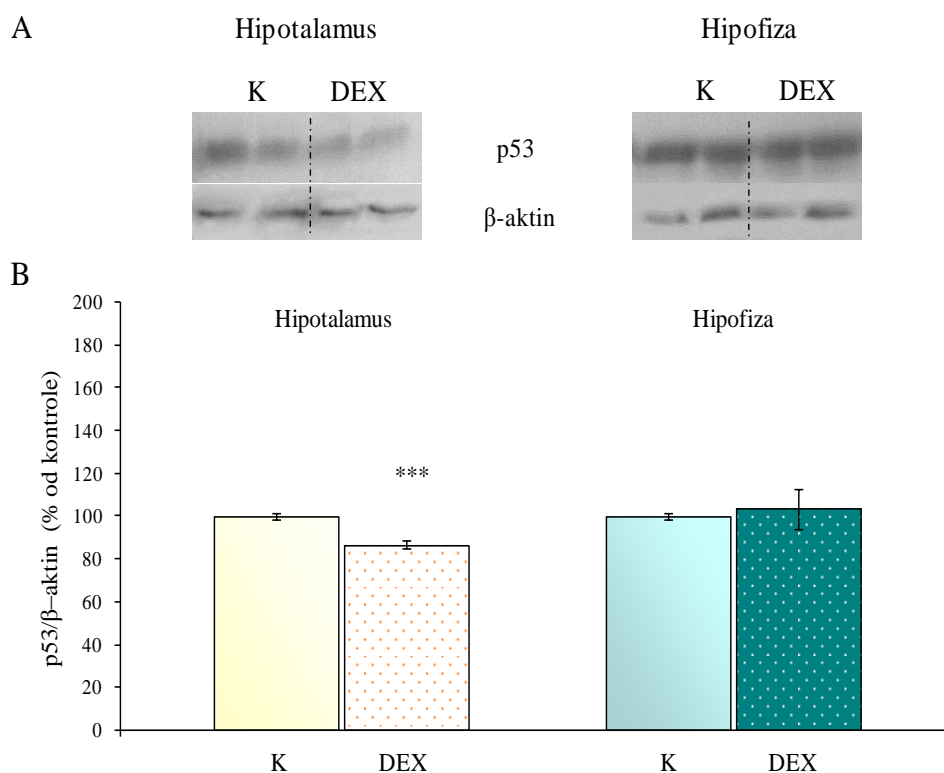 A
Hipotalamus
Hipofiza
K
DEX
K
DEX
p53
β-aktin
B
p53/β–aktin (% od kontrole)
200
180
160
140
120
100
80
60
40
20
0
Hipotalamus
Hipofiza
***
K
DEX
K
DEX